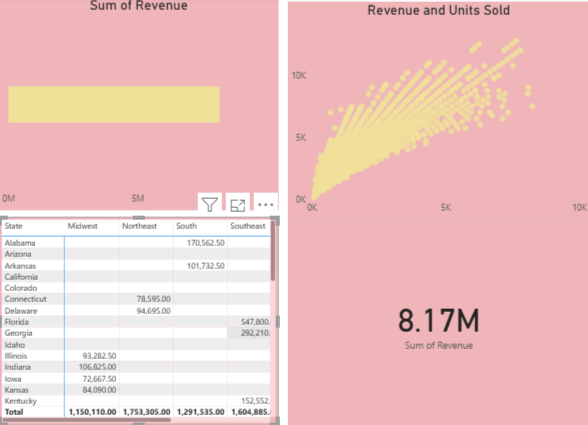 Sum of Revenue
0M 5M
Revenue and Units Sold
10K
5K
0K
0K 5K 10K
State Midwest Northeast South Southeast
Alabama 170,562.50
Arizona
Arkansas 101,732.50
California
Colorado
Connecticut 78,595.00
Delaware 94,695.00
Florida 547,800.
Georgia 292,210.
Idaho
Illinois 93,282.50
Indiana 106,825.00
Iowa 72,667.50
Kansas 84,090.00
Kentucky 152,552.
Total 1,150,110.00 1,753,305.00 1,291,535.00 1,604,885.
8.17M
Sum of Revenue